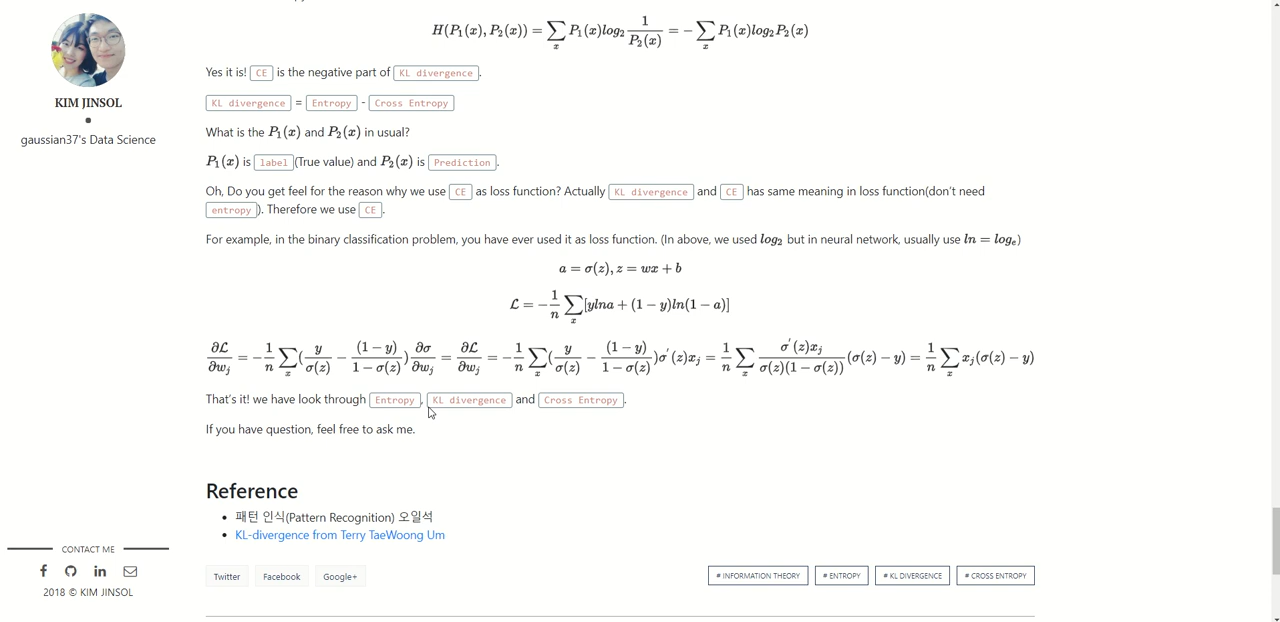 H(P₁(x), P₂(x)) = ∑ₓ P₁(x)log₂ 1/P₂(x) = −∑ₓ P₁(x)log₂P₂(x)
Yes it is! CE is the negative part of KL divergence.
KL divergence = Entropy - Cross Entropy
What is the P₁(x) and P₂(x) in usual?
P₁(x) is label(True value) and P₂(x) is Prediction.
Oh, Do you get feel for the reason why we use CE as loss function? Actually KL divergence and CE has same meaning in loss function(don't need
entropy). Therefore we use CE.
For example, in the binary classification problem, you have ever used it as loss function. (In above, we used log₂ but in neural network, usually use ln = logₑ)
a = σ(z), z = wx + b
ℒ = −1/n ∑ₓ[ylna + (1 − y)ln(1 − a)]
∂ℒ/∂wⱼ = −1/n ∑ₓ(y/σ(z) − (1 − y)/(1 − σ(z))) ∂σ/∂wⱼ = ∂ℒ/∂wⱼ = −1/n ∑ₓ(y/σ(z) − (1 − y)/(1 − σ(z)))σ′(z)xⱼ = 1/n ∑ₓ σ′(z)xⱼ/(σ(z)(1 − σ(z))) (σ(z) − y) = 1/n ∑ₓ xⱼ(σ(z) − y)
That's it! we have look through Entropy, KL divergence and Cross Entropy.
If you have question, feel free to ask me.
Reference
• 패턴 인식(Pattern Recognition) 오일석
• KL-divergence from Terry TaeWoong Um
Twitter Facebook Google+
# INFORMATION THEORY # ENTROPY # KL DIVERGENCE # CROSS ENTROPY
KIM JINSOL
gaussian37's Data Science
CONTACT ME
2018 © KIM JINSOL